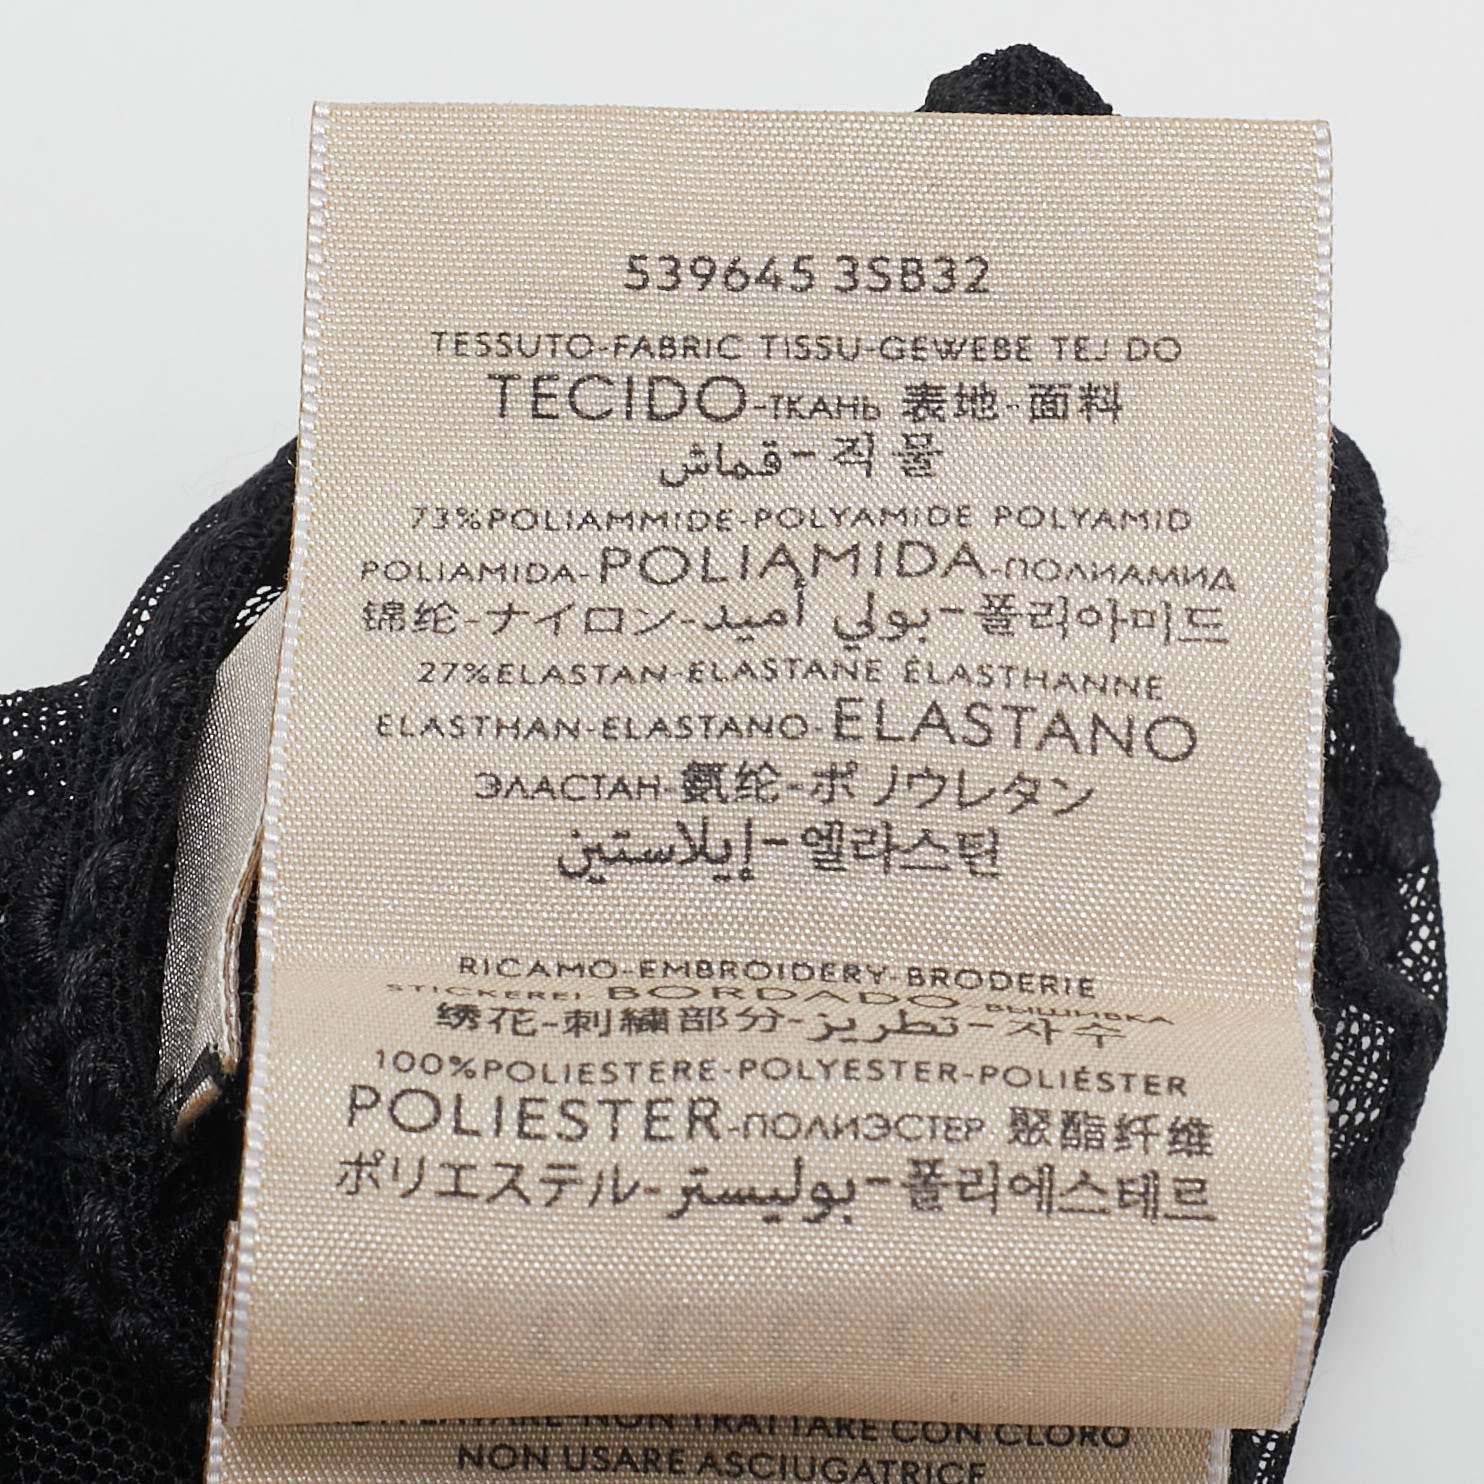 539645 3SB32
TESSUTO-FABRIC TISSU-GEWEBE TEJ DO
TECIDO-ТКАНЬ 表地-面料
قماش-직물
73%POLIAMMIDE-POLYAMIDE POLYAMID
POLIAMIDA-POLIAMIDA-ПОЛИАМИД
锦纶-ナイロン-بولي أميد-폴리아미드
27%ELASTAN-ELASTANE ÉLASTHANNE
ELASTHAN-ELASTANO-ELASTANO
ЭЛАСТАН-氨纶-ポリウレタン
إيلاستين-엘라스틴
RICAMO-EMBROIDERY-BRODERIE
STICKEREI BORDADO-ВЫШИВКА
绣花-刺繍部分-تطريز-자수
100%POLIESTERE-POLYESTER-POLIÉSTER
POLIESTER-ПОЛИЭСТЕР 聚酯纤维
ポリエステル-بوليستر-폴리에스테르
NON TRATTARE CON CLORO
NON USARE ASCIUGATRICE